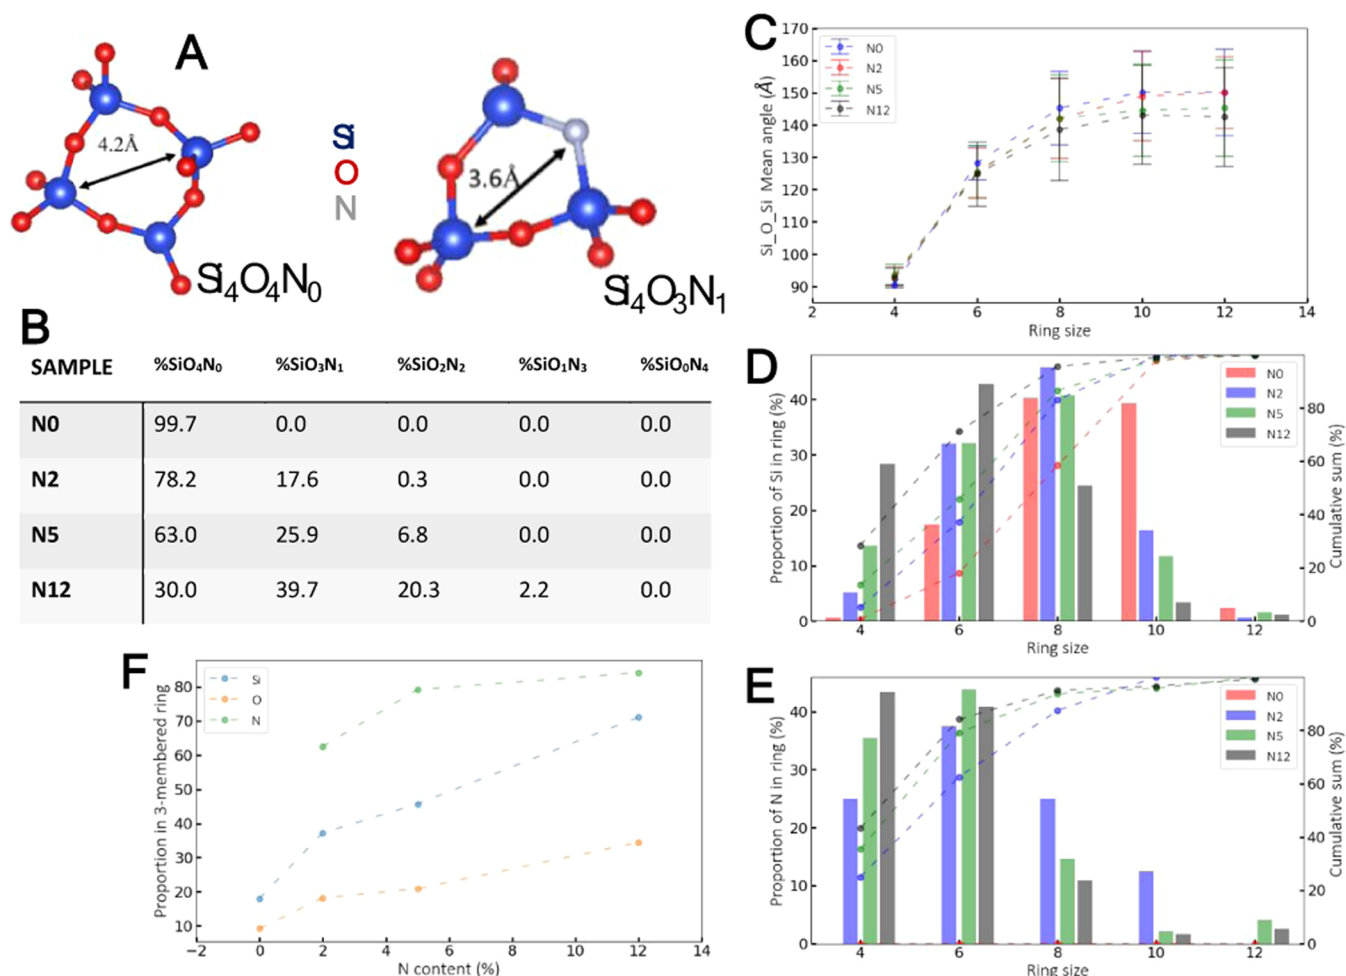 A
4.2Å
Si₄O₄N₀
Si
O
N
3.6Å
Si₄O₃N₁
B
SAMPLE %SiO₄N₀ %SiO₃N₁ %SiO₂N₂ %SiO₁N₃ %SiO₀N₄
N0 99.7 0.0 0.0 0.0 0.0
N2 78.2 17.6 0.3 0.0 0.0
N5 63.0 25.9 6.8 0.0 0.0
N12 30.0 39.7 20.3 2.2 0.0
C
Si_O_Si Mean angle (Å)
170
160
150
140
130
120
110
100
90
N0
N2
N5
N12
2 4 6 8 10 12 14
Ring size
D
Proportion of Si in ring (%)
40
30
20
10
0
N0
N2
N5
N12
80
60
40
20
0
Cumulative sum (%)
4 6 8 10 12
Ring size
E
Proportion of N in ring (%)
40
30
20
10
0
N0
N2
N5
N12
80
60
40
20
0
Cumulative sum (%)
4 6 8 10 12
Ring size
F
Proportion in 3-membered ring
80
70
60
50
40
30
20
10
Si
O
N
−2 0 2 4 6 8 10 12 14
N content (%)